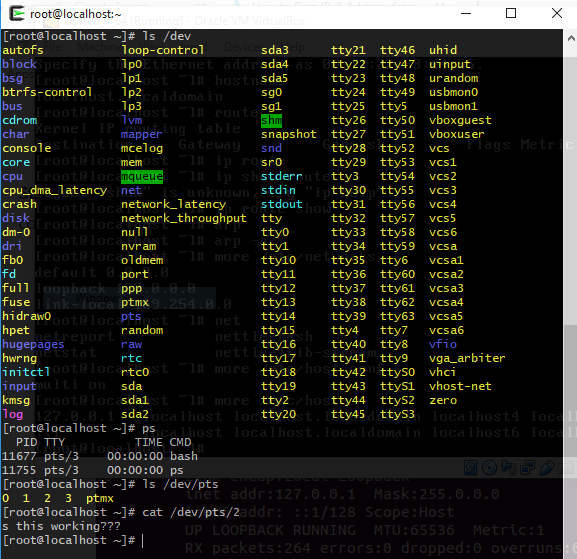 root@localhost:~
[root@localhost ~]# ls /dev
autofs loop-control sda3 tty21 tty46 uhid
block lp0 sda4 tty22 tty47 uinput
bsg lp1 sda5 tty23 tty48 urandom
btrfs-control lp2 sg0 tty24 tty49 usbmon0
bus lp3 sg1 tty25 tty5 usbmon1
cdrom lvm shm tty26 tty50 vboxguest
char mapper snapshot tty27 tty51 vboxuser
console mcelog snd tty28 tty52 vcs
core mem sr0 tty29 tty53 vcs1
cpu mqueue stderr tty3 tty54 vcs2
cpu_dma_latency net stdin tty30 tty55 vcs3
crash network_latency stdout tty31 tty56 vcs4
disk network_throughput tty tty32 tty57 vcs5
dm-0 null tty0 tty33 tty58 vcs6
dri nvram tty1 tty34 tty59 vcsa
fb0 oldmem tty10 tty35 tty6 vcsa1
fd port tty11 tty36 tty60 vcsa2
full ppp tty12 tty37 tty61 vcsa3
fuse ptmx tty13 tty38 tty62 vcsa4
hidraw0 pts tty14 tty39 tty63 vcsa5
hpet random tty15 tty4 tty7 vcsa6
hugepages raw tty16 tty40 tty8 vfio
hwrng rtc tty17 tty41 tty9 vga_arbiter
initctl rtc0 tty18 tty42 ttyS0 vhci
input sda tty19 tty43 ttyS1 vhost-net
kmsg sda1 tty2 tty44 ttyS2 zero
log sda2 tty20 tty45 ttyS3
[root@localhost ~]# ps
PID TTY TIME CMD
11677 pts/3 00:00:00 bash
11755 pts/3 00:00:00 ps
[root@localhost ~]# ls /dev/pts
0 1 2 3 ptmx
[root@localhost ~]# cat /dev/pts/2
s this working???
[root@localhost ~]#
inet addr:127.0.0.1 Mask:255.0.0.0
addr: ::1/128 Scope:Host
UP LOOPBACK RUNNING MTU:65536 Metric:1
RX packets:264 errors:0 dropped:0 overruns:0